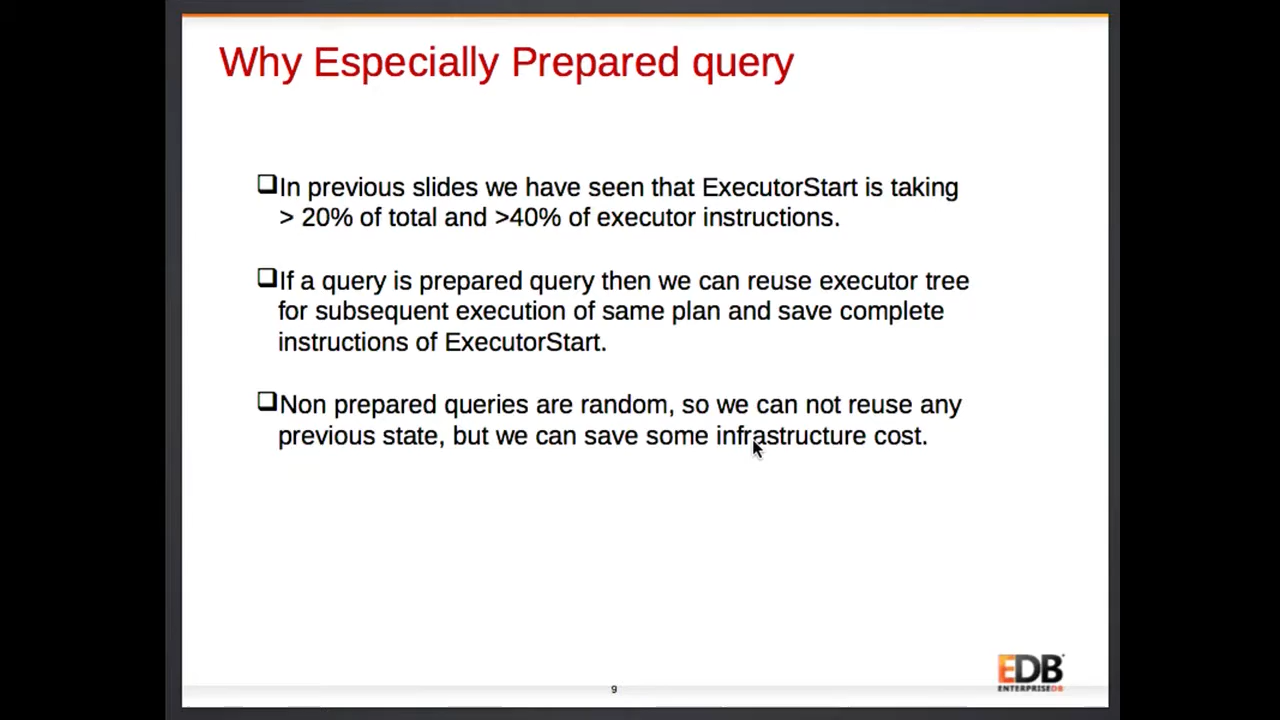 Why Especially Prepared query
In previous slides we have seen that ExecutorStart is taking
> 20% of total and >40% of executor instructions.
If a query is prepared query then we can reuse executor tree
for subsequent execution of same plan and save complete
instructions of ExecutorStart.
Non prepared queries are random, so we can not reuse any
previous state, but we can save some infrastructure cost.
EDB
ENTERPRISEDB
9